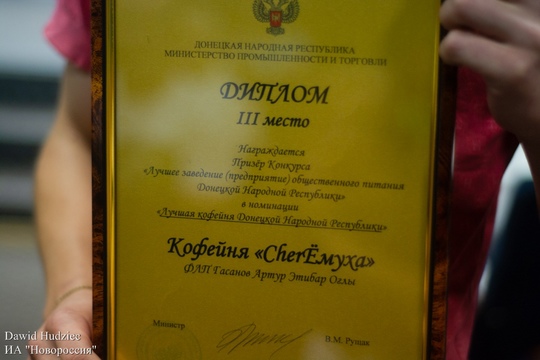 ДОНЕЦКАЯ НАРОДНАЯ РЕСПУБЛИКА
МИНИСТЕРСТВО ПРОМЫШЛЕННОСТИ И ТОРГОВЛИ
ДИПЛОМ
III место
Награждается
Призёр Конкурса
«Лучшее заведение (предприятие) общественного питания
Донецкой Народной Республики»
в номинации
«Лучшая кофейня Донецкой Народной Республики»
Кофейня «CherЁмуха»
ФЛП Гасанов Артур Этибар Оглы
Министр
В.М. Рущак
Dawid Hudziec
ИА "Новороссия"